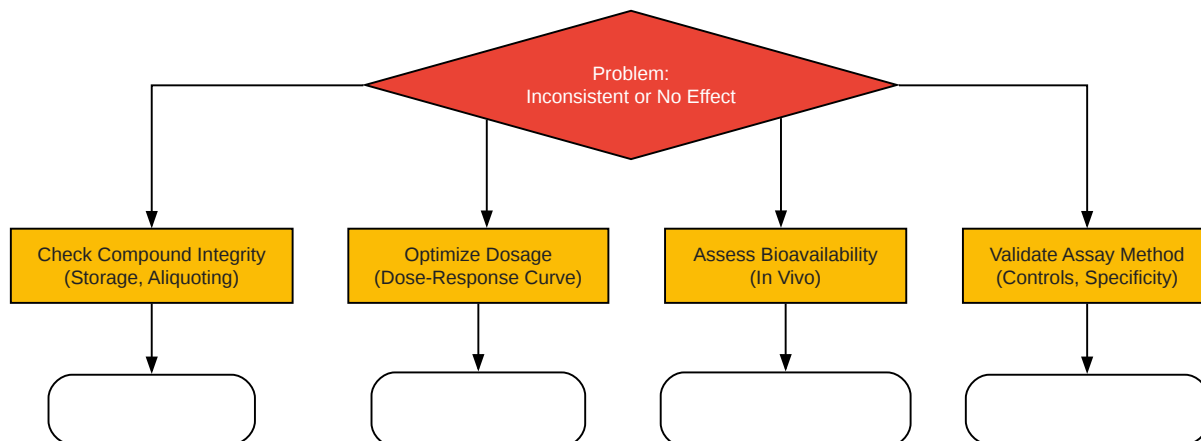 Problem:
Inconsistent or No Effect
Check Compound Integrity
(Storage, Aliquoting)
Optimize Dosage
(Dose-Response Curve)
Assess Bioavailability
(In Vivo)
Validate Assay Method
(Controls, Specificity)